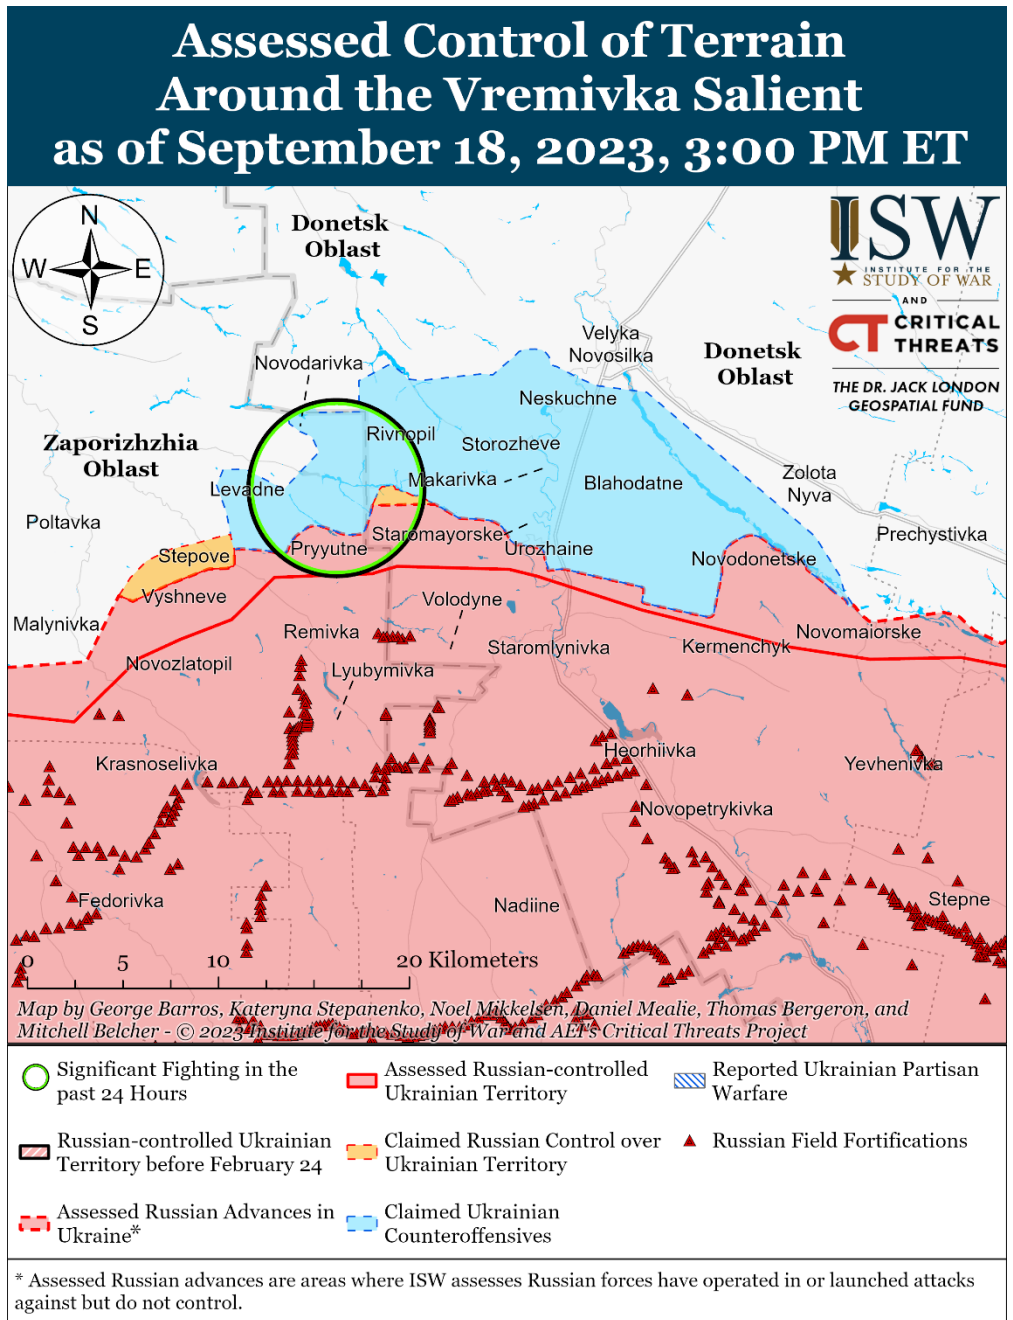 Assessed Control of Terrain
Around the Vremivka Salient
as of September 18, 2023, 3:00 PM ET
N
W E
S
Donetsk
Oblast
ISW
INSTITUTE FOR THE
STUDY OF WAR
AND
CT CRITICAL
THREATS
THE DR. JACK LONDON
GEOSPATIAL FUND
Velyka
Novosilka
Donetsk
Oblast
Novodarivka
Neskuchne
Zaporizhzhia
Oblast
Rivnopil
Storozheve
Levadne
Makarivka
Blahodatne
Zolota
Nyva
Poltavka
Staromayorske
Prechystivka
Stepove
Pryyutne
Urozhaine
Novodonetske
Vyshneve
Volodyne
Malynivka
Remivka
Novomaiorske
Staromlynivka
Kermenchyk
Novozlatopil
Lyubymivka
Krasnoselivka
Heorhiivka
Yevhenivka
Novopetrykivka
Fedorivka
Nadiine
Stepne
0 5 10 20 Kilometers
Map by George Barros, Kateryna Stepanenko, Noel Mikkelsen, Daniel Mealie, Thomas Bergeron, and
Mitchell Belcher - © 2023 Institute for the Study of War and AEI's Critical Threats Project
Significant Fighting in the
past 24 Hours
Assessed Russian-controlled
Ukrainian Territory
Reported Ukrainian Partisan
Warfare
Russian-controlled Ukrainian
Territory before February 24
Claimed Russian Control over
Ukrainian Territory
Russian Field Fortifications
Assessed Russian Advances in
Ukraine*
Claimed Ukrainian
Counteroffensives
* Assessed Russian advances are areas where ISW assesses Russian forces have operated in or launched attacks
against but do not control.